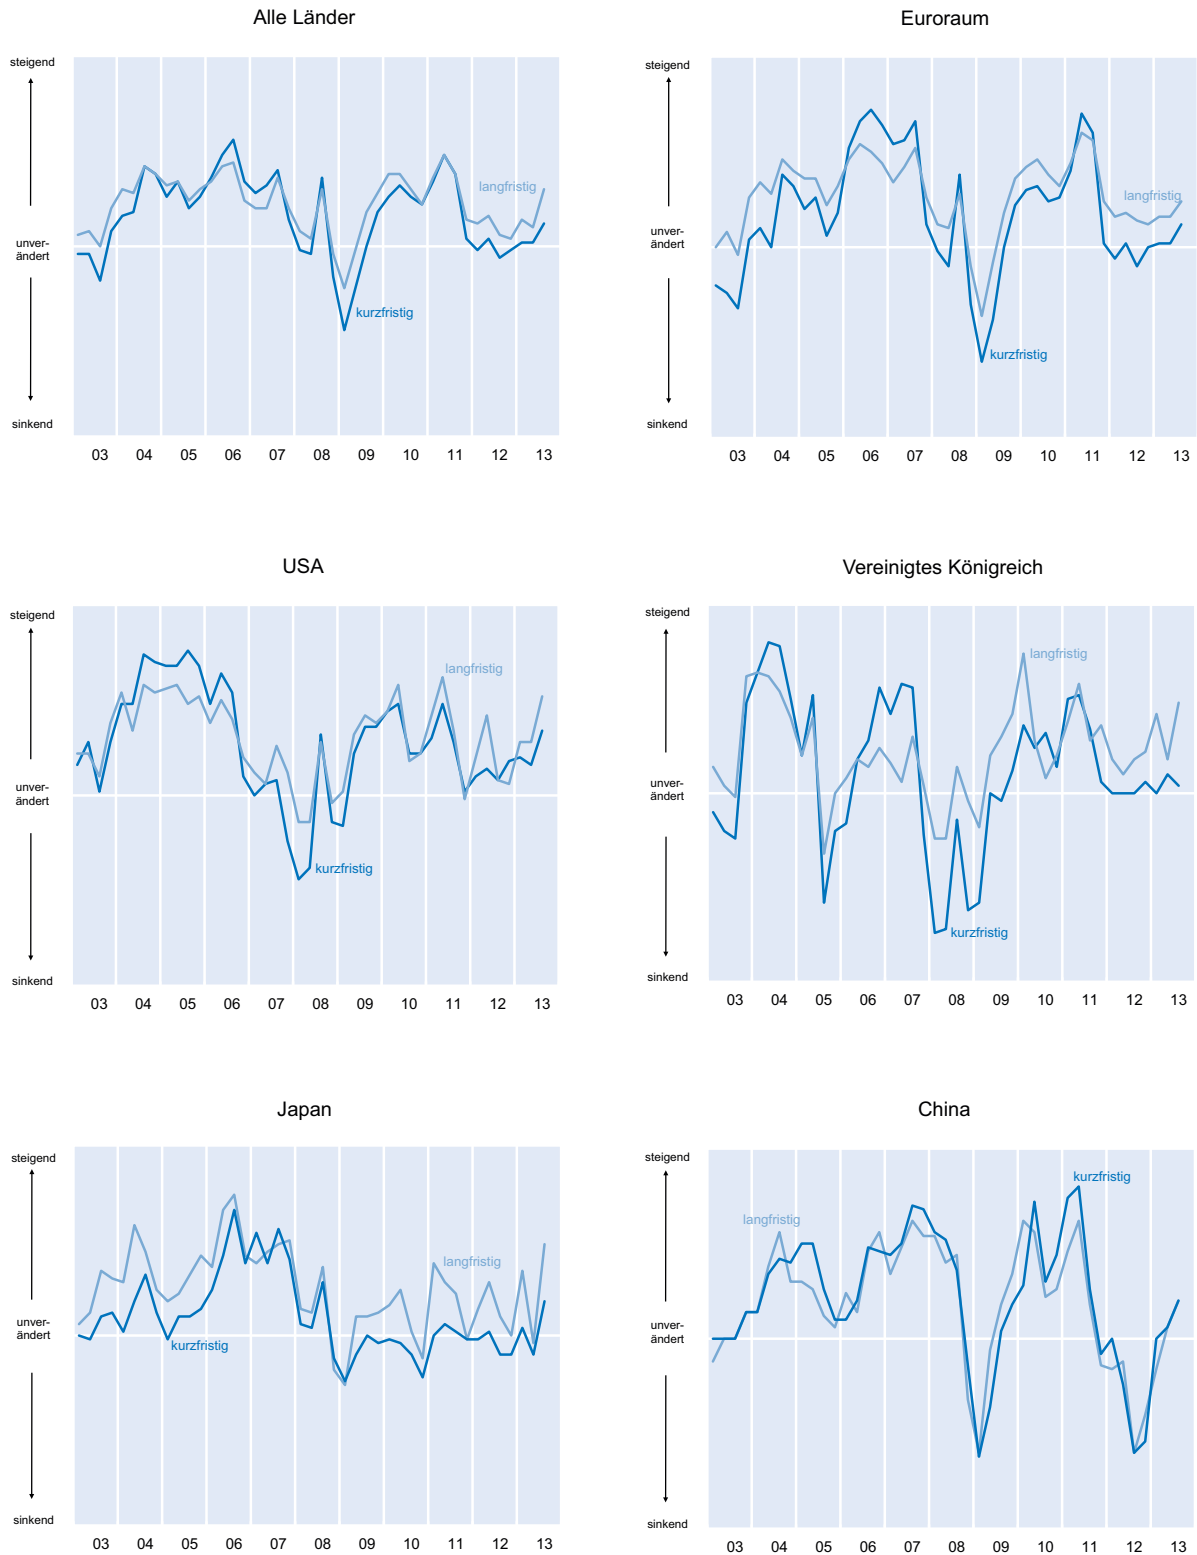 Alle Länder
steigend
langfristig
unver-
ändert
kurzfristig
sinkend
03 04 05 06 07 08 09 10 11 12 13
Euroraum
steigend
langfristig
unver-
ändert
kurzfristig
sinkend
03 04 05 06 07 08 09 10 11 12 13
USA
steigend
langfristig
unver-
ändert
kurzfristig
sinkend
03 04 05 06 07 08 09 10 11 12 13
Vereinigtes Königreich
steigend
langfristig
unver-
ändert
kurzfristig
sinkend
03 04 05 06 07 08 09 10 11 12 13
Japan
steigend
langfristig
unver-
ändert
kurzfristig
sinkend
03 04 05 06 07 08 09 10 11 12 13
China
steigend
kurzfristig
langfristig
unver-
ändert
sinkend
03 04 05 06 07 08 09 10 11 12 13